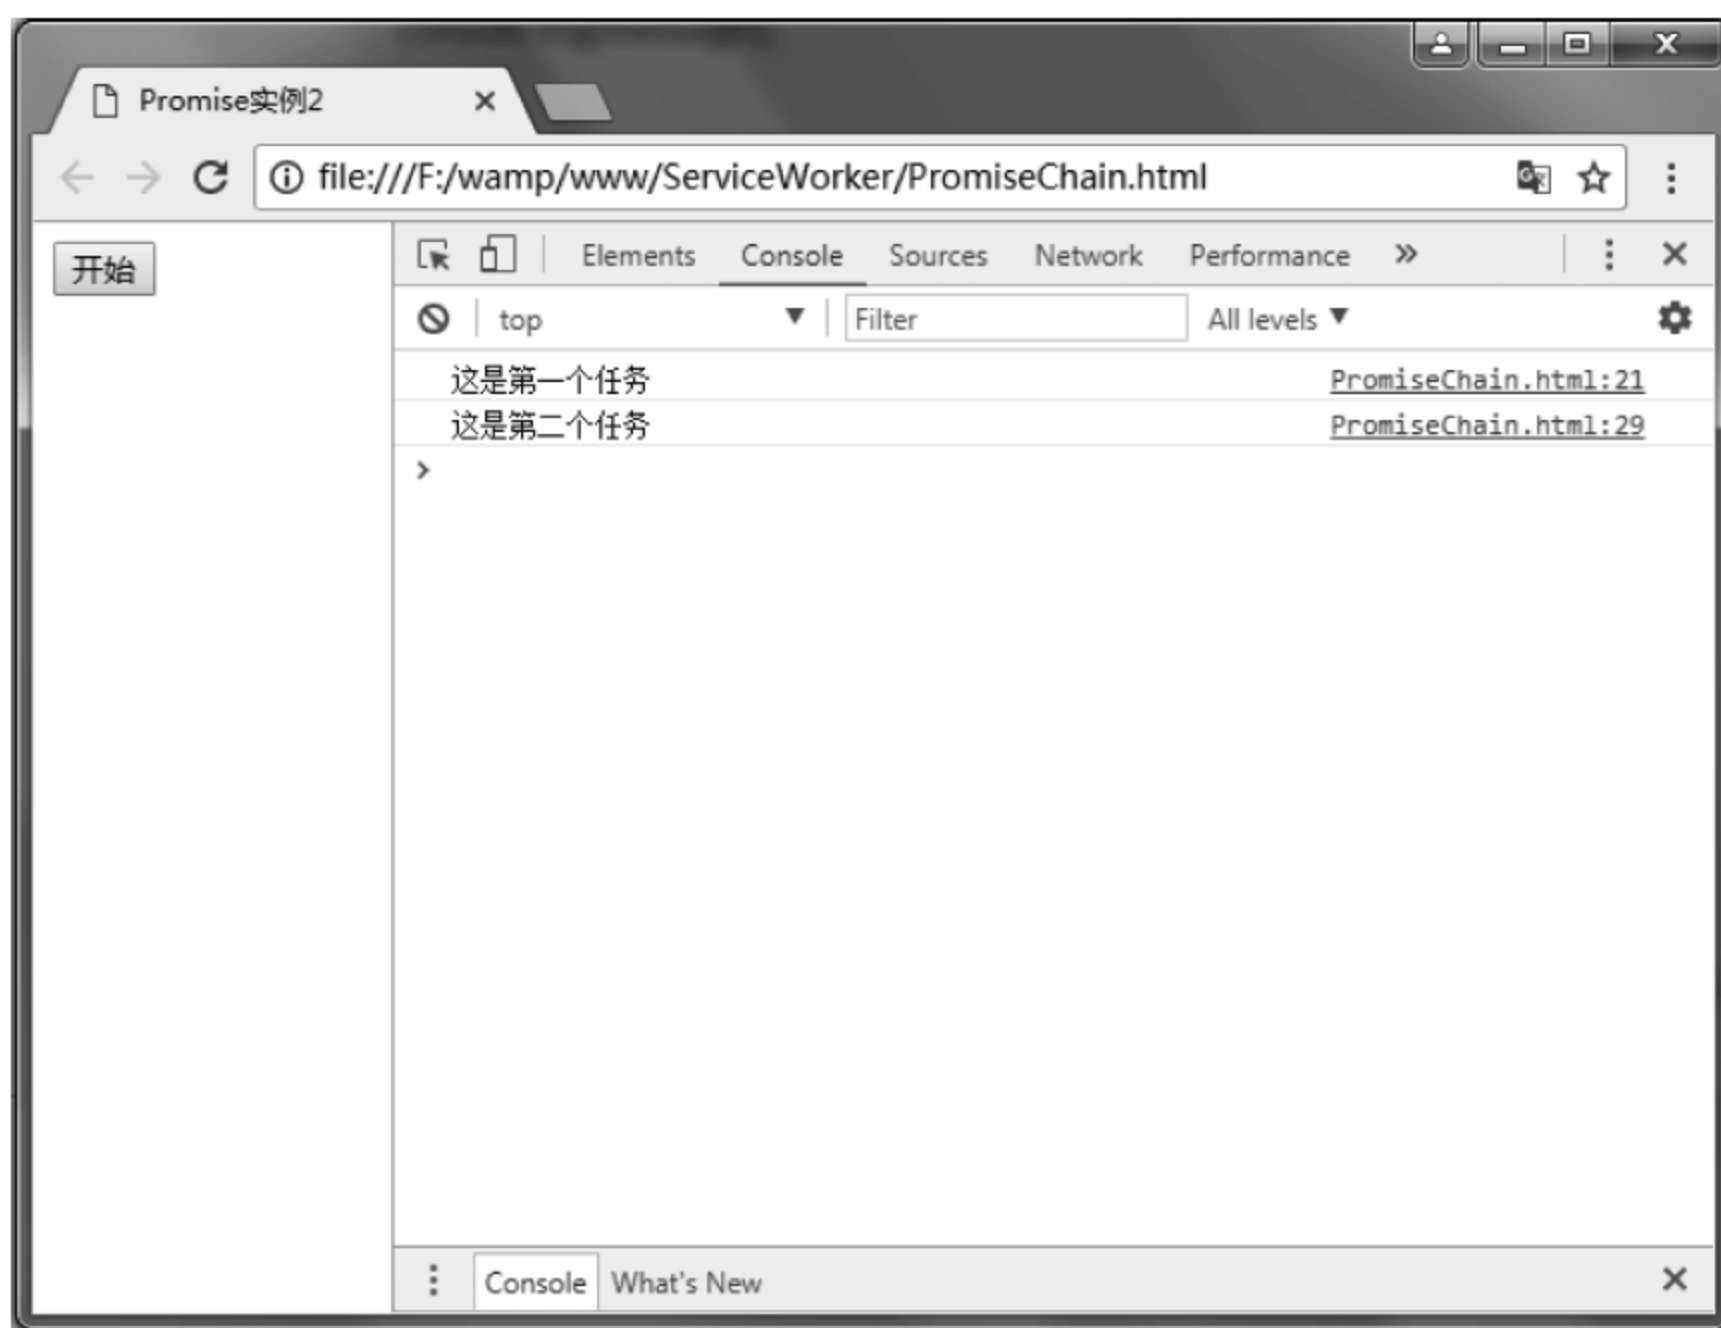 Promise实例2
file:///F:/wamp/www/ServiceWorker/PromiseChain.html
开始
Elements Console Sources Network Performance »
top Filter All levels
这是第一个任务 PromiseChain.html:21
这是第二个任务 PromiseChain.html:29
Console What's New